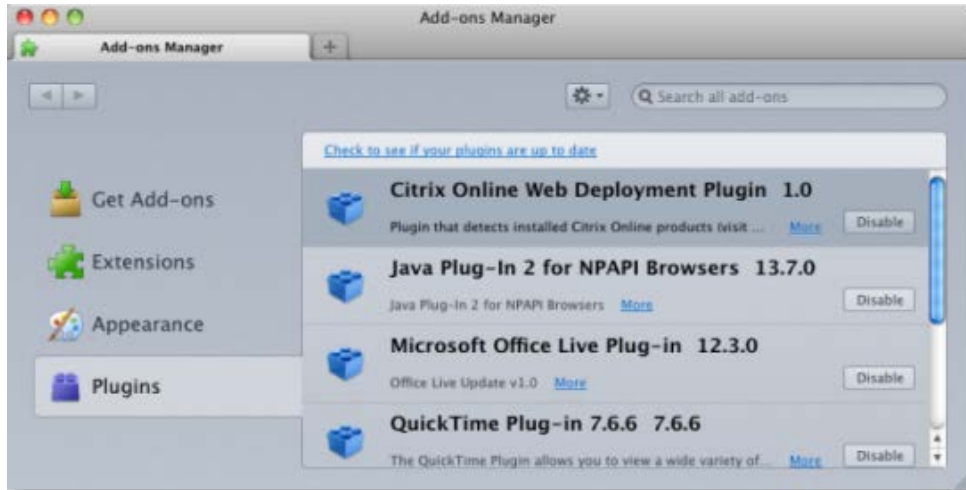 Add-ons Manager
Add-ons Manager
+
Search all add-ons
Check to see if your plugins are up to date
Get Add-ons
Extensions
Appearance
Plugins
Citrix Online Web Deployment Plugin 1.0
Plugin that detects installed Citrix Online products (visit ... More
Disable
Java Plug-In 2 for NPAPI Browsers 13.7.0
Java Plug-In 2 for NPAPI Browsers More
Disable
Microsoft Office Live Plug-in 12.3.0
Office Live Update v1.0 More
Disable
QuickTime Plug-in 7.6.6 7.6.6
The QuickTime Plugin allows you to view a wide variety of... More
Disable